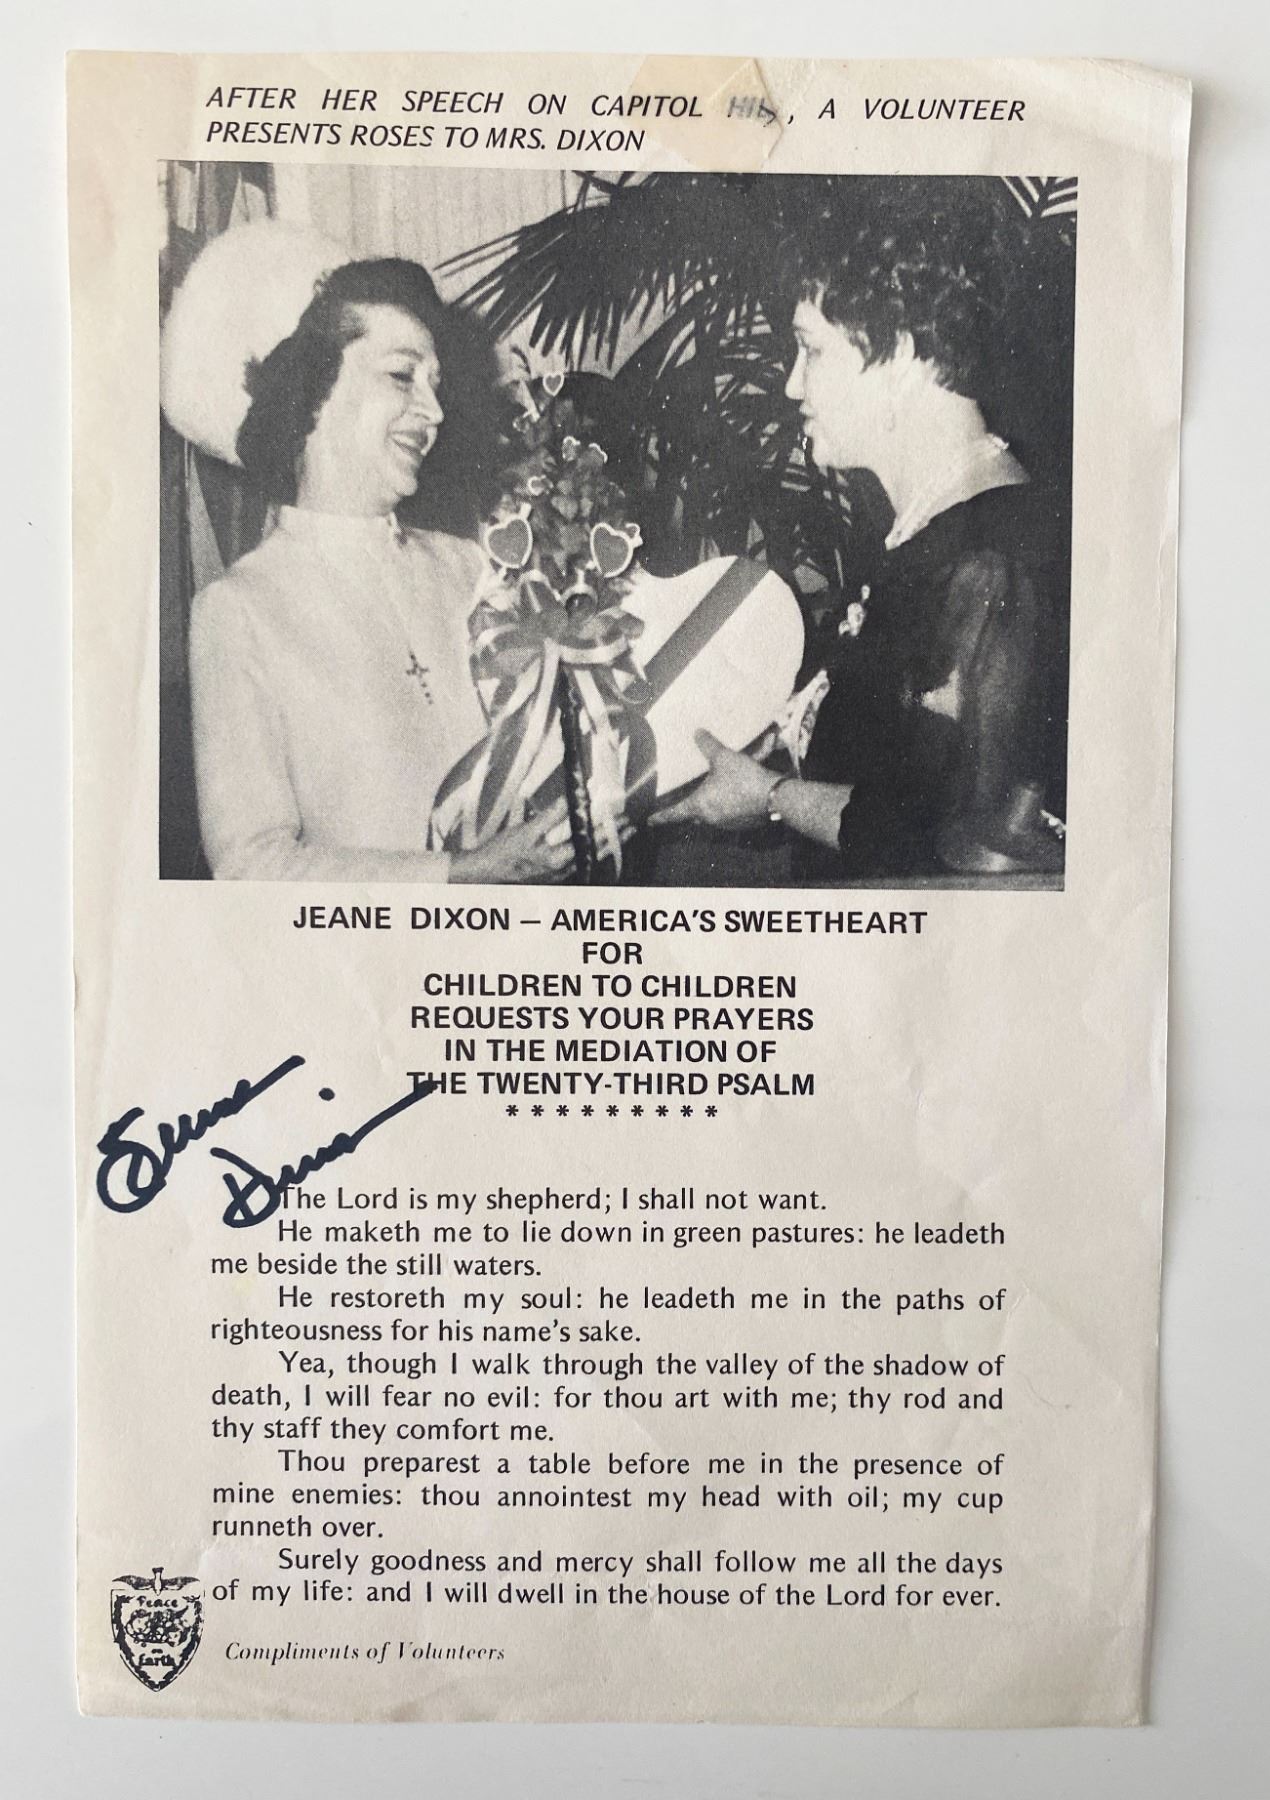 AFTER HER SPEECH ON CAPITOL HILL, A VOLUNTEER
PRESENTS ROSES TO MRS. DIXON
JEANE DIXON — AMERICA'S SWEETHEART
FOR
CHILDREN TO CHILDREN
REQUESTS YOUR PRAYERS
IN THE MEDIATION OF
THE TWENTY-THIRD PSALM
* * * * * * * * *
Jeane
Dixon
The Lord is my shepherd; I shall not want.
He maketh me to lie down in green pastures: he leadeth
me beside the still waters.
He restoreth my soul: he leadeth me in the paths of
righteousness for his name's sake.
Yea, though I walk through the valley of the shadow of
death, I will fear no evil: for thou art with me; thy rod and
thy staff they comfort me.
Thou preparest a table before me in the presence of
mine enemies: thou annointest my head with oil; my cup
runneth over.
Surely goodness and mercy shall follow me all the days
of my life: and I will dwell in the house of the Lord for ever.
Peace
on
Earth
Compliments of Volunteers